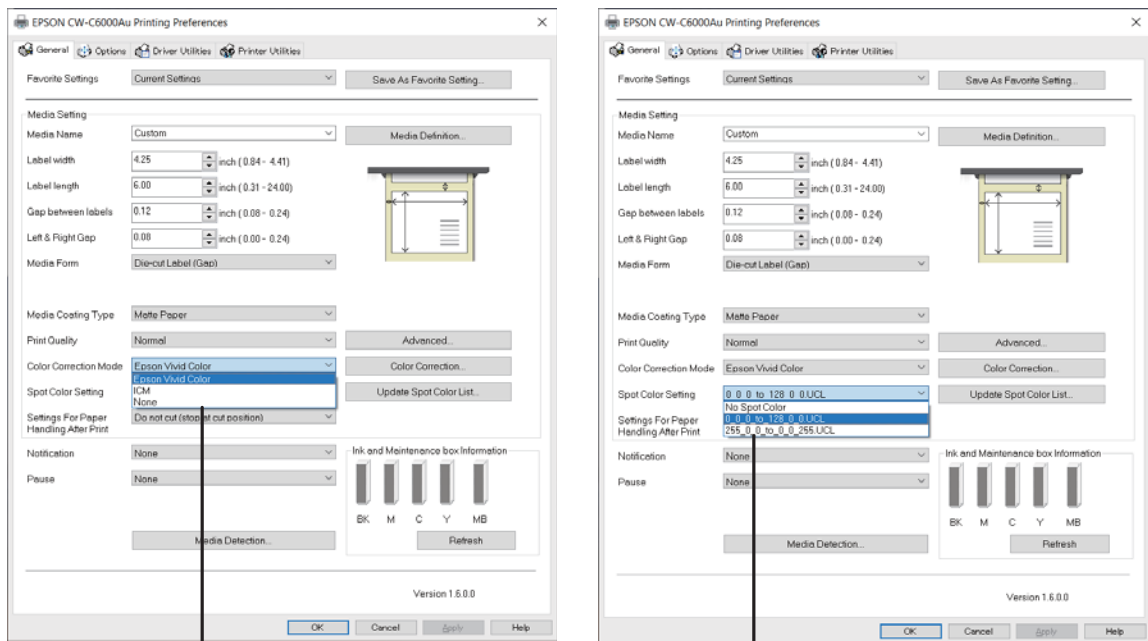 EPSON CW-C6000Au Printing Preferences
General Options Driver Utilities Printer Utilities
Favorite Settings Current Settings Save As Favorite Setting...
Media Setting
Media Name Custom Media Definition...
Label width 4.25 inch ( 0.84 - 4.41)
Label length 6.00 inch ( 0.31 - 24.00)
Gap between labels 0.12 inch ( 0.08 - 0.24)
Left & Right Gap 0.08 inch ( 0.00 - 0.24)
Media Form Die-cut Label (Gap)
Media Coating Type Matte Paper
Print Quality Normal Advanced...
Color Correction Mode Epson Vivid Color Color Correction...
Epson Vivid Color
ICM
None
Spot Color Setting Update Spot Color List...
Settings For Paper Handling After Print Do not cut (stop at cut position)
Notification None
Pause None
Ink and Maintenance box Information
BK M C Y MB
Media Detection... Refresh
Version 1.6.0.0
OK Cancel Apply Help
EPSON CW-C6000Au Printing Preferences
General Options Driver Utilities Printer Utilities
Favorite Settings Current Settings Save As Favorite Setting...
Media Setting
Media Name Custom Media Definition...
Label width 4.25 inch ( 0.84 - 4.41)
Label length 6.00 inch ( 0.31 - 24.00)
Gap between labels 0.12 inch ( 0.08 - 0.24)
Left & Right Gap 0.08 inch ( 0.00 - 0.24)
Media Form Die-cut Label (Gap)
Media Coating Type Matte Paper
Print Quality Normal Advanced...
Color Correction Mode Epson Vivid Color Color Correction...
Spot Color Setting 0_0_0_to_128_0_0.UCL Update Spot Color List...
No Spot Color
0_0_0_to_128_0_0.UCL
255_0_0_to_0_0_255.UCL
Settings For Paper
Handling After Print
Notification None
Pause None
Ink and Maintenance box Information
BK M C Y MB
Media Detection... Refresh
Version 1.6.0.0
OK Cancel Apply Help